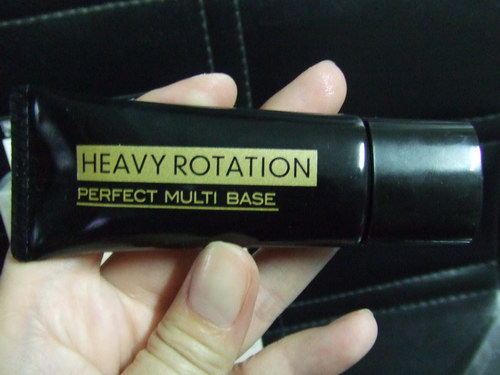 HEAVY ROTATION
PERFECT MULTI BASE